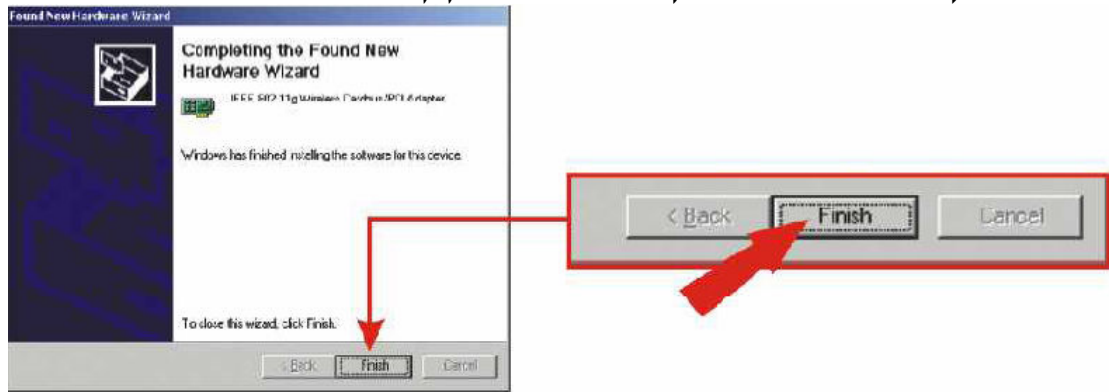 Found New Hardware Wizard
Completing the Found New
Hardware Wizard
IEEE 802.11g Wireless Cardbus/PCI Adapter
Windows has finished installing the software for this device.
To close this wizard, click Finish.
< Back Finish Cancel
< Back Finish Cancel